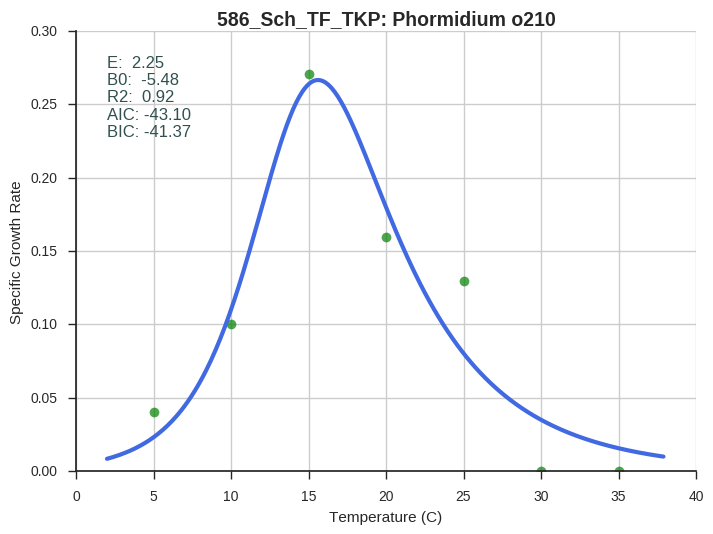 586_Sch_TF_TKP: Phormidium o210
E:  2.25
B0:  -5.48
R2:  0.92
AIC: -43.10
BIC: -41.37
0.30
0.25
0.20
0.15
0.10
0.05
0.00
Specific Growth Rate
0 5 10 15 20 25 30 35 40
Temperature (C)